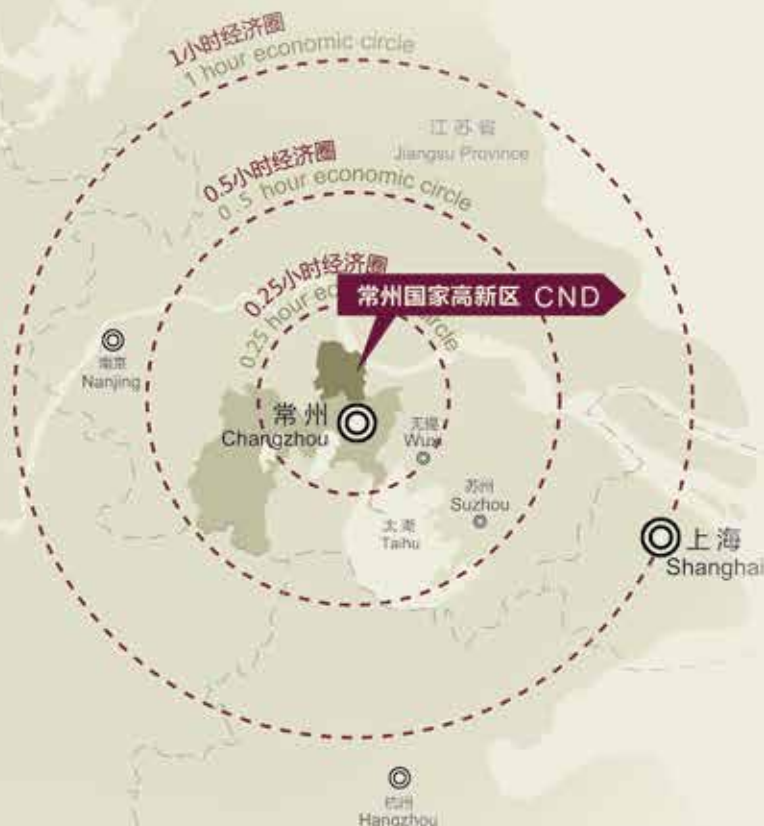 1小时经济圈
1 hour economic circle
江苏省
Jiangsu Province
0.5小时经济圈
0.5 hour economic circle
0.25小时经济圈
0.25 hour circle
常州国家高新区 CND
南京
Nanjing
常州
Changzhou
无锡
Wuxi
苏州
Suzhou
太湖
Taihu
上海
Shanghai
杭州
Hangzhou